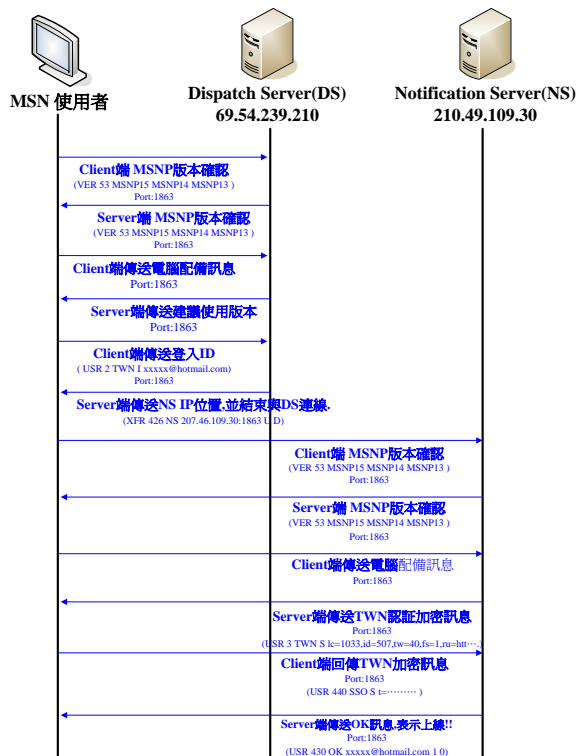 MSN 使用者
Dispatch Server(DS)
69.54.239.210
Notification Server(NS)
210.49.109.30
Client端 MSNP版本確認
(VER 53 MSNP15 MSNP14 MSNP13 )
Port:1863
Server端 MSNP版本確認
(VER 53 MSNP15 MSNP14 MSNP13 )
Port:1863
Client端傳送電腦配備訊息
Port:1863
Server端傳送建議使用版本
Port:1863
Client端傳送登入ID
( USR 2 TWN I xxxxx@hotmail.com)
Port:1863
Server端傳送NS IP位置,並結束與DS連線.
(XFR 426 NS 207.46.109.30:1863 U D)
Client端 MSNP版本確認
(VER 53 MSNP15 MSNP14 MSNP13 )
Port:1863
Server端 MSNP版本確認
(VER 53 MSNP15 MSNP14 MSNP13 )
Port:1863
Client端傳送電腦配備訊息
Port:1863
Server端傳送TWN認証加密訊息
Port:1863
(USR 3 TWN S lc=1033,id=507,tw=40,fs=1,ru=htt⋯.)
Client端回傳TWN加密訊息
Port:1863
(USR 440 SSO S t=⋯⋯⋯ )
Server端傳送OK訊息,表示上線!!
Port:1863
(USR 430 OK xxxxx@hotmail.com 1 0)